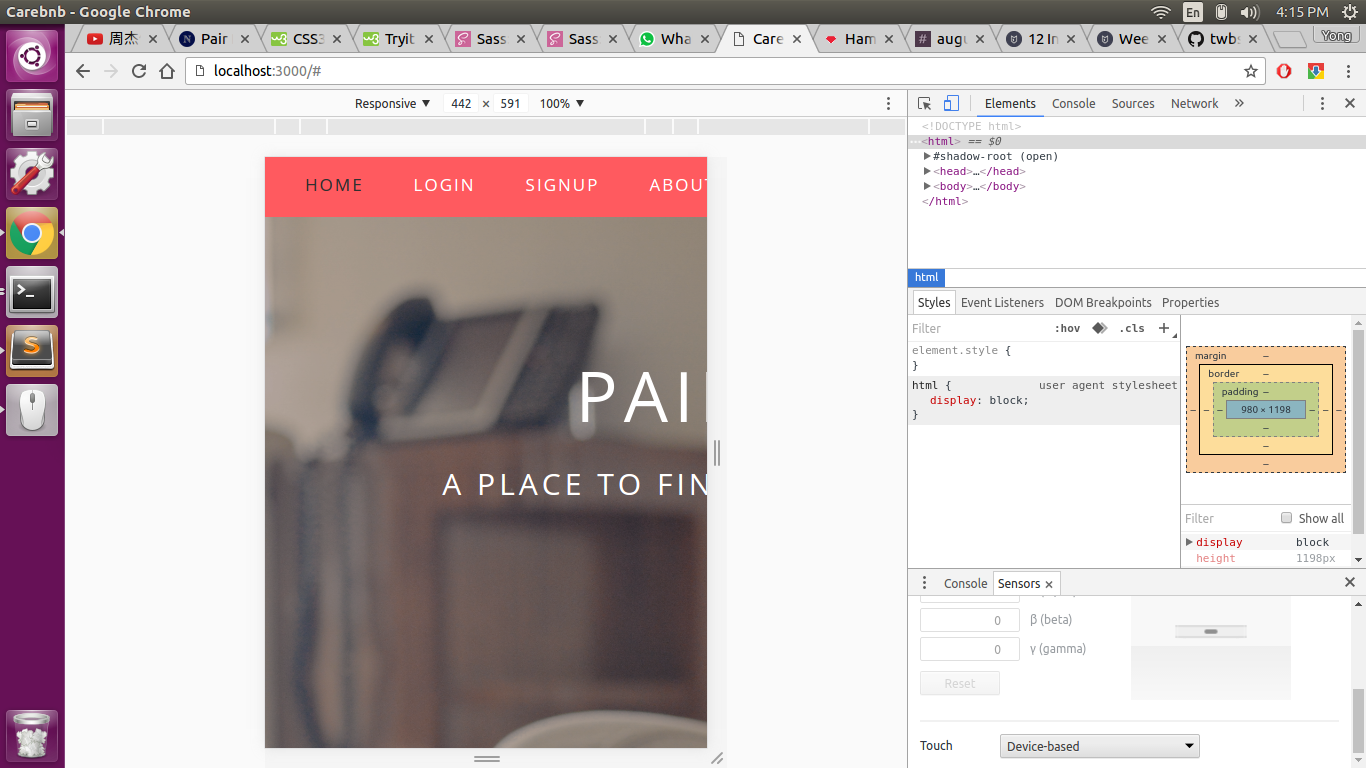 Carebnb - Google Chrome
En
4:15 PM
周杰
Pair
CSS3
Tryit
Sass
Sass
Wha
Care
Ham
augu
12 In
Wee
twbs
Yong
localhost:3000/#
Responsive ▼ 442 × 591 100% ▼
Elements Console Sources Network »
<!DOCTYPE html>
…<html> == $0
▶#shadow-root (open)
▶<head>…</head>
▶<body>…</body>
</html>
html
Styles Event Listeners DOM Breakpoints Properties
Filter :hov .cls +
element.style {
}
html { user agent stylesheet
display: block;
}
margin –
border –
padding –
– – – 980 × 1198 – – –
–
–
–
Filter Show all
▶ display block
height 1198px
Console Sensors ×
0 β (beta)
0 γ (gamma)
Reset
Touch Device-based
HOME LOGIN SIGNUP ABOUT
PAI
A PLACE TO FIN